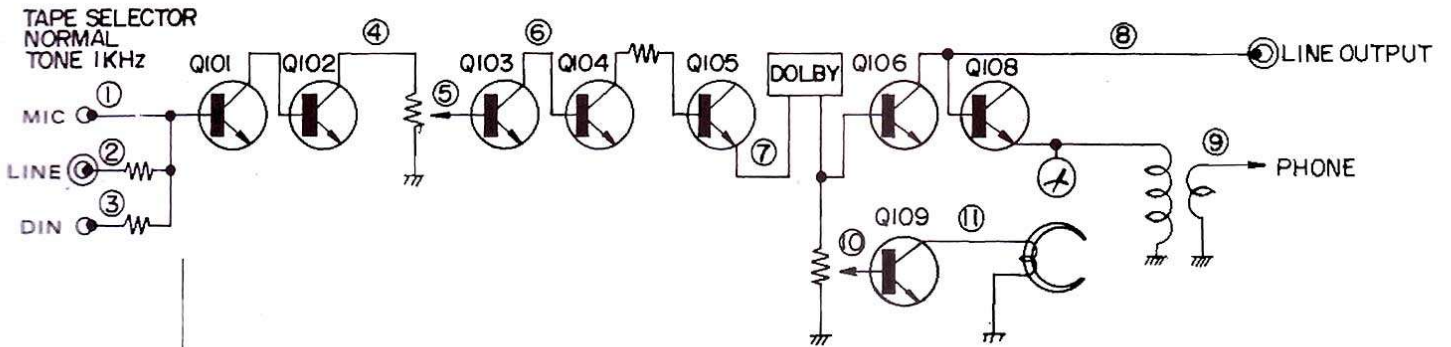 TAPE SELECTOR
NORMAL
TONE 1KHz
Q101
Q102
④
⑤
Q103
⑥
Q104
Q105
⑦
DOLBY
Q106
Q108
⑧
LINE OUTPUT
MIC
①
LINE
②
DIN
③
⑨
PHONE
Q109
⑩
⑪